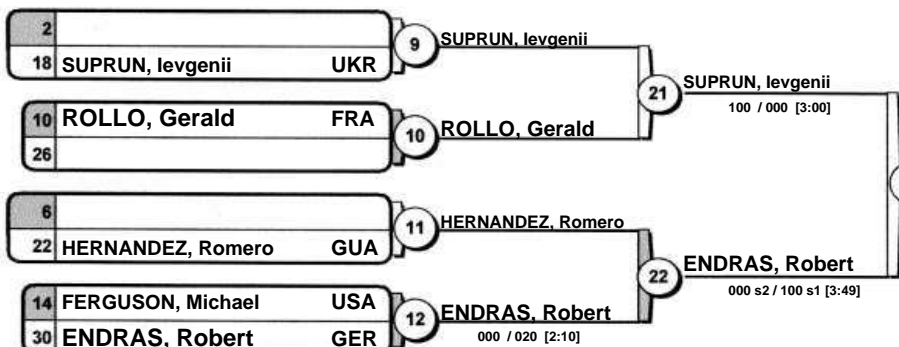 2
18 SUPRUN, Ievgenii UKR
9
SUPRUN, Ievgenii
10 ROLLO, Gerald FRA
26
10
ROLLO, Gerald
21
SUPRUN, Ievgenii
100 / 000 [3:00]
6
22 HERNANDEZ, Romero GUA
11
HERNANDEZ, Romero
14 FERGUSON, Michael USA
30 ENDRAS, Robert GER
12
ENDRAS, Robert
000 / 020 [2:10]
22
ENDRAS, Robert
000 s2 / 100 s1 [3:49]